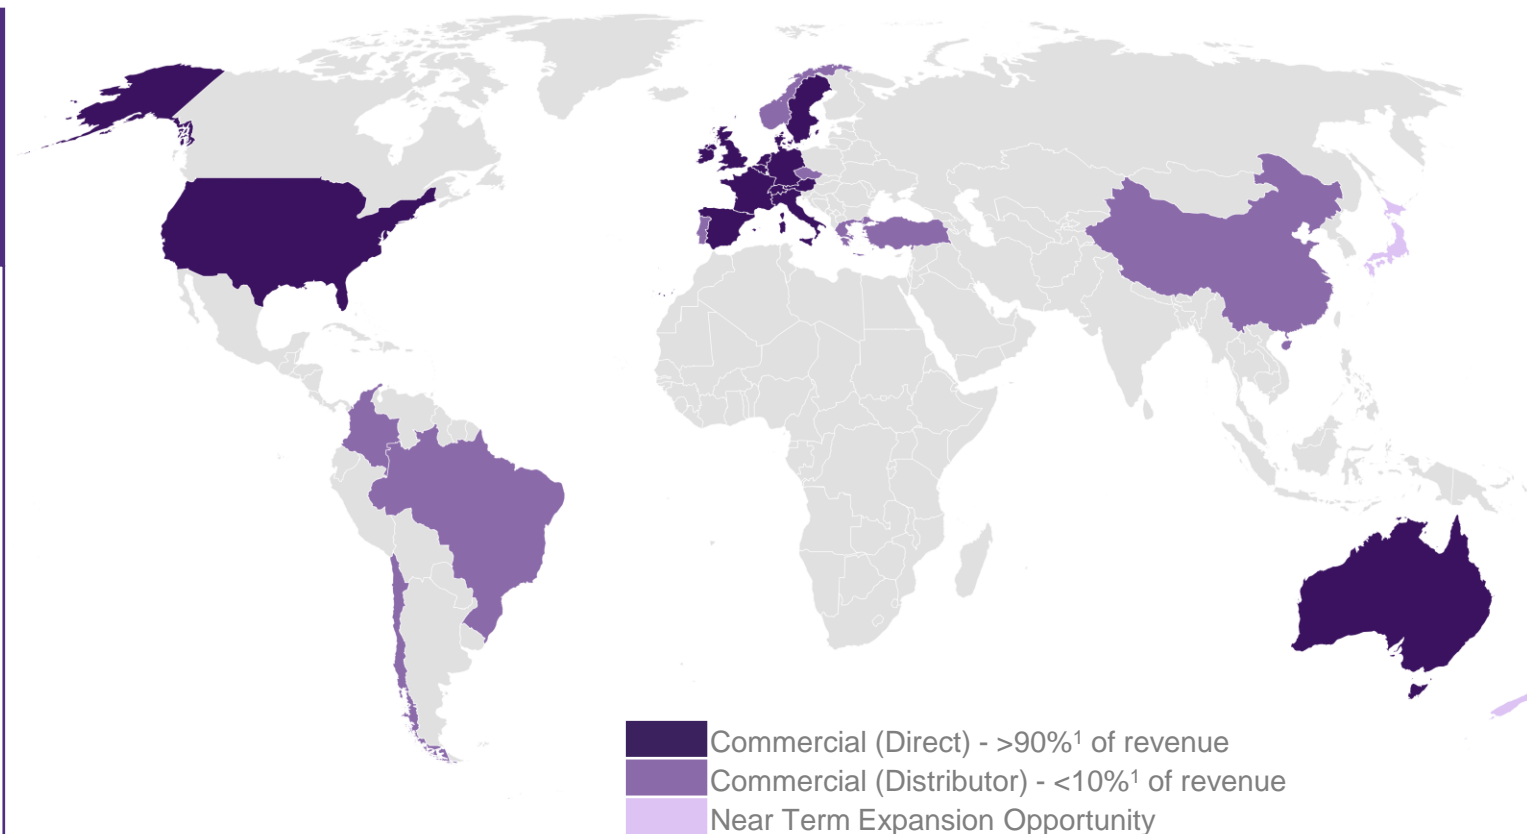 Commercial (Direct) - >90%¹ of revenue
Commercial (Distributor) - <10%¹ of revenue
Near Term Expansion Opportunity